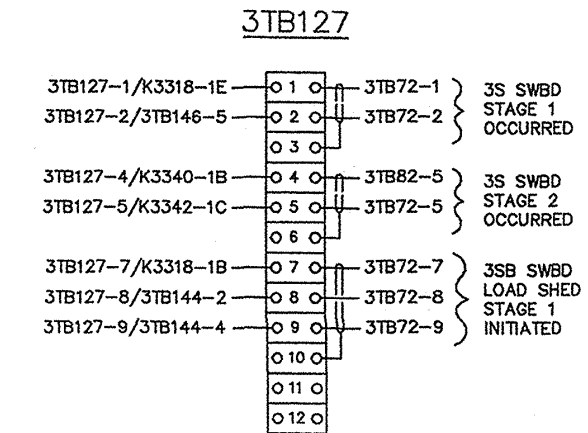 3TB127
3TB127-1/K3318-1E 1 3TB72-1
3TB127-2/3TB146-5 2 3TB72-2
3
3S SWBD
STAGE 1
OCCURRED
3TB127-4/K3340-1B 4 3TB82-5
3TB127-5/K3342-1C 5 3TB72-5
6
3S SWBD
STAGE 2
OCCURRED
3TB127-7/K3318-1B 7 3TB72-7
3TB127-8/3TB144-2 8 3TB72-8
3TB127-9/3TB144-4 9 3TB72-9
10
3SB SWBD
LOAD SHED
STAGE 1
INITIATED
11
12